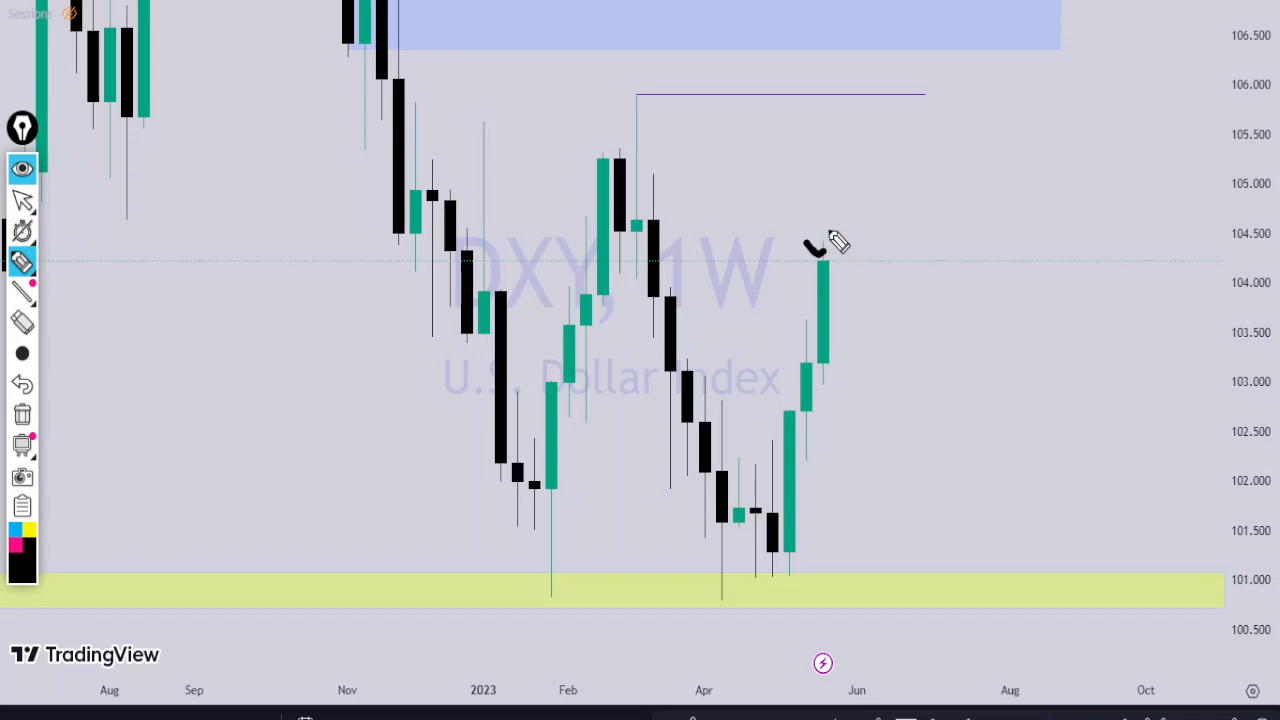 Sessions
106.500
106.000
105.500
105.000
104.500
104.000
103.500
103.000
102.500
102.000
101.500
101.000
100.500
DXY, 1W
U.S. Dollar Index
TradingView
Aug Sep Nov 2023 Feb Apr Jun Aug Oct